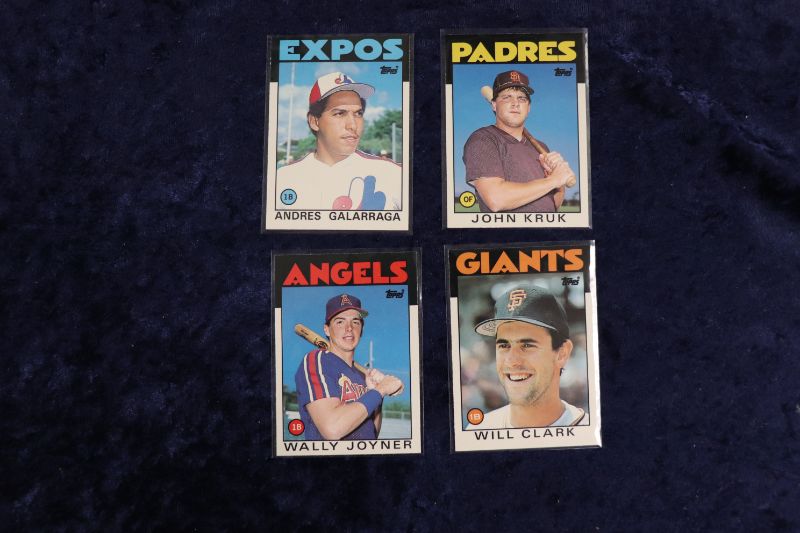 EXPOS
Topps
1B
ANDRES GALARRAGA
PADRES
Topps
OF
JOHN KRUK
ANGELS
Topps
A
1B
WALLY JOYNER
GIANTS
Topps
SF
1B
WILL CLARK